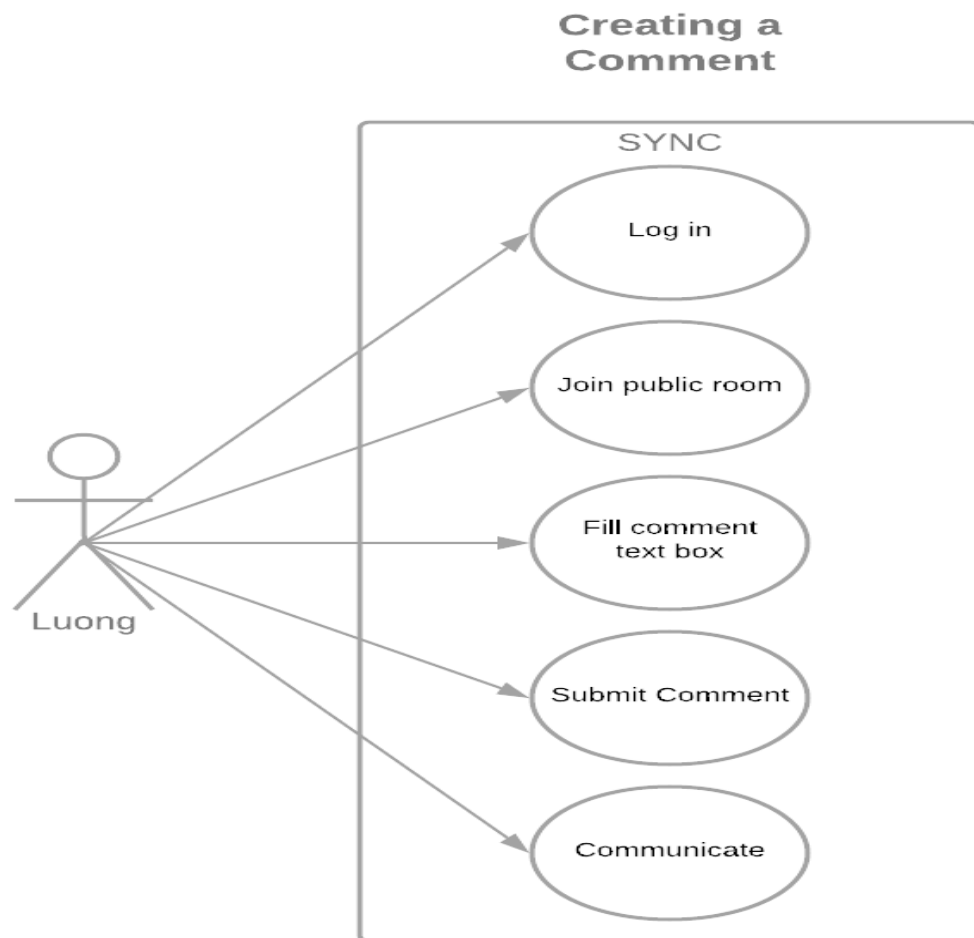 Creating a
Comment
SYNC
Log in
Join public room
Fill comment
text box
Luong
Submit Comment
Communicate